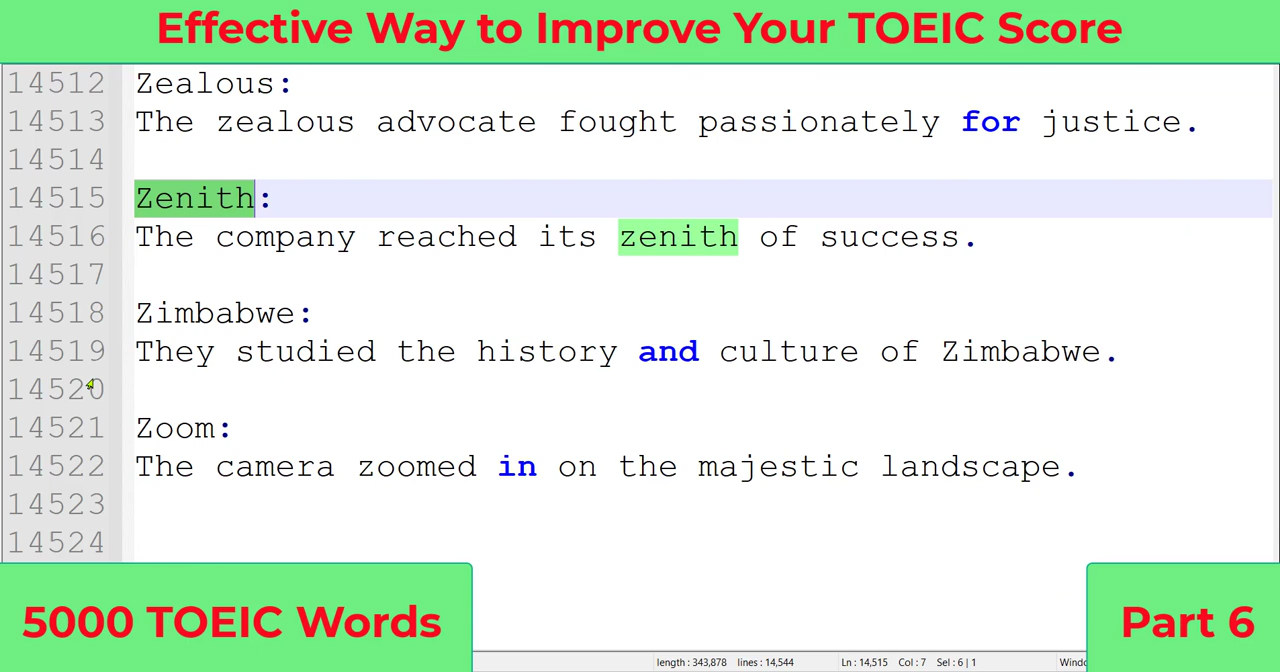 Effective Way to Improve Your TOEIC Score
14512 Zealous:
14513 The zealous advocate fought passionately for justice.
14514
14515 Zenith:
14516 The company reached its zenith of success.
14517
14518 Zimbabwe:
14519 They studied the history and culture of Zimbabwe.
14520
14521 Zoom:
14522 The camera zoomed in on the majestic landscape.
14523
14524
5000 TOEIC Words
Part 6
length : 343,878 lines : 14,544 Ln : 14,515 Col : 7 Sel : 6 | 1